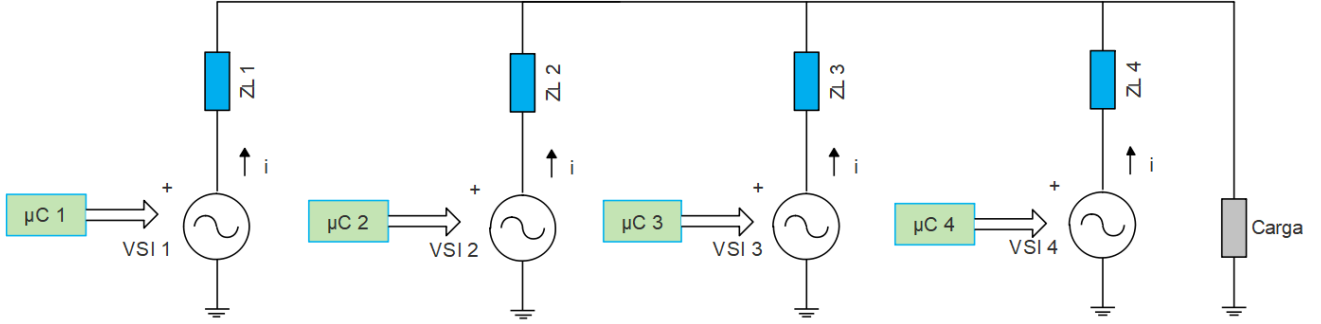 ZL 1
ZL 2
ZL 3
ZL 4
+ i
+ i
+ i
+ i
µC 1
VSI 1
µC 2
VSI 2
µC 3
VSI 3
µC 4
VSI 4
Carga